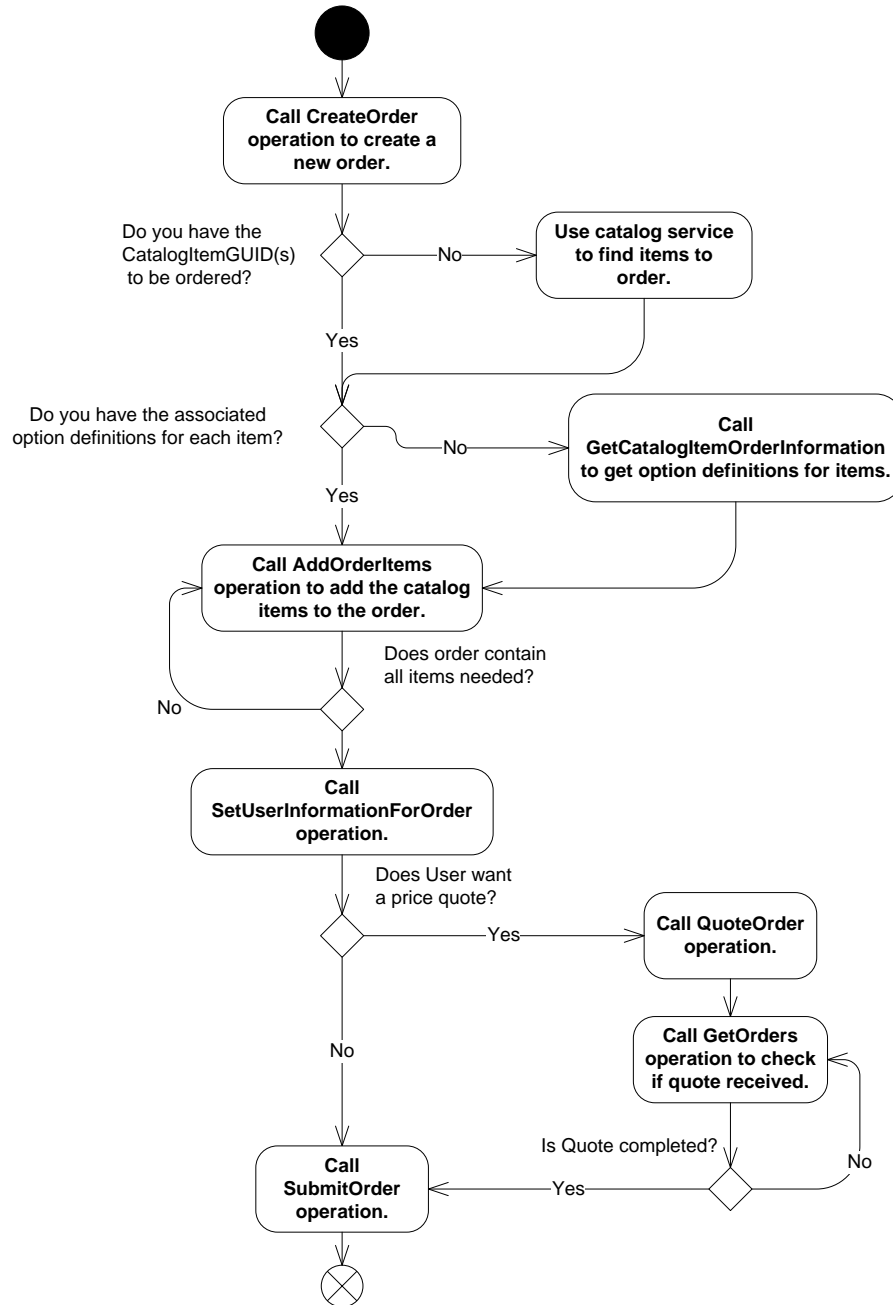 Call CreateOrder
operation to create a
new order.
Do you have the
CatalogItemGUID(s)
to be ordered?
No
Use catalog service
to find items to
order.
Yes
Do you have the associated
option definitions for each item?
No
Call
GetCatalogItemOrderInformation
to get option definitions for items.
Yes
Call AddOrderItems
operation to add the catalog
items to the order.
Does order contain
all items needed?
No
Call
SetUserInformationForOrder
operation.
Does User want
a price quote?
Yes
Call QuoteOrder
operation.
No
Call GetOrders
operation to check
if quote received.
Is Quote completed?
No
Yes
Call
SubmitOrder
operation.